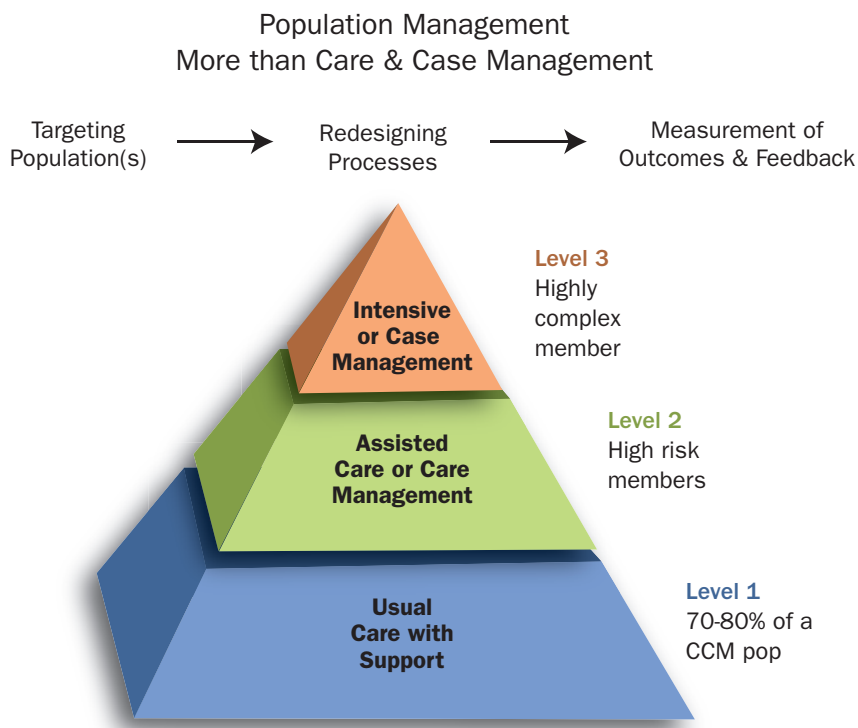 Population Management
More than Care & Case Management
Targeting
Population(s)
Redesigning
Processes
Measurement of
Outcomes & Feedback
Intensive
or Case
Management
Level 3
Highly
complex
member
Assisted
Care or Care
Management
Level 2
High risk
members
Usual
Care with
Support
Level 1
70-80% of a
CCM pop